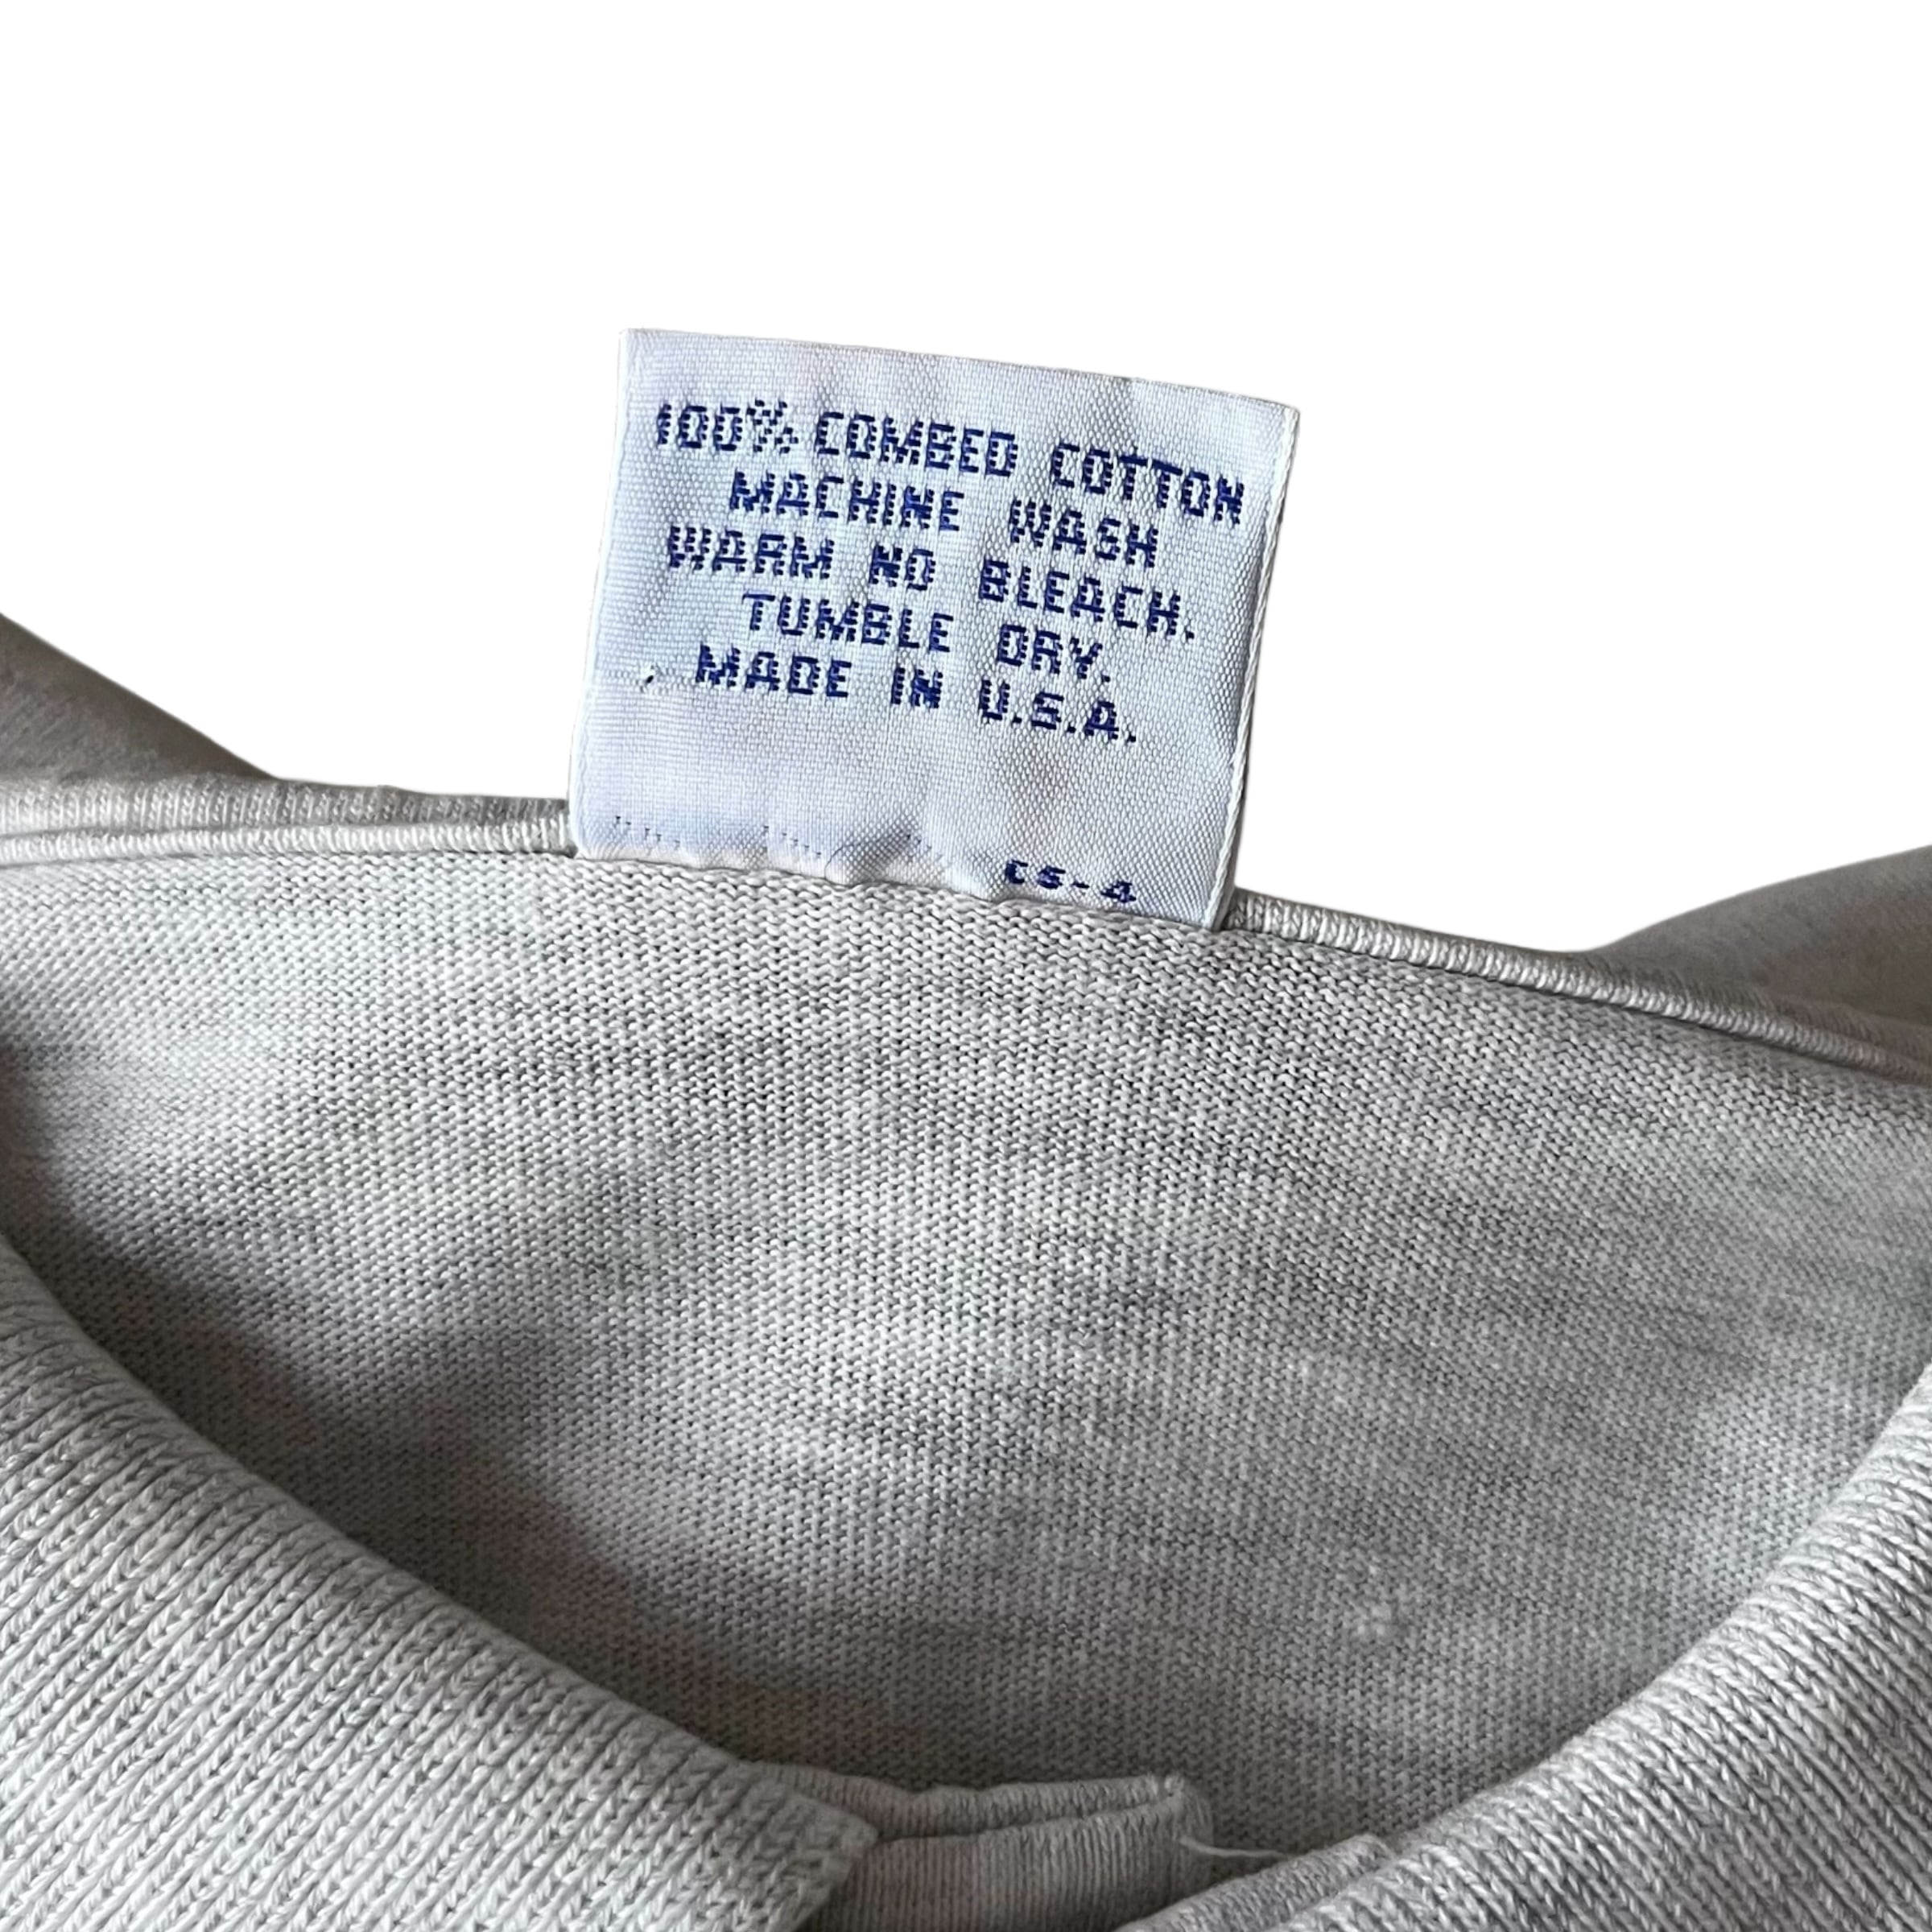 100% COMBED COTTON
MACHINE WASH
WARM NO BLEACH.
TUMBLE DRY.
MADE IN U.S.A.
CS-4